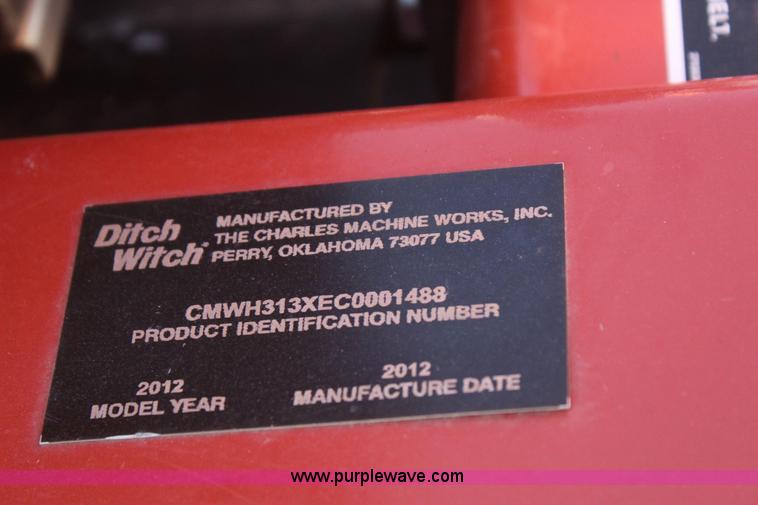 ELT.
Ditch
Witch®
MANUFACTURED BY
THE CHARLES MACHINE WORKS, INC.
PERRY, OKLAHOMA 73077 USA
CMWH313XEC0001488
PRODUCT IDENTIFICATION NUMBER
2012
MODEL YEAR
2012
MANUFACTURE DATE
www.purplewave.com